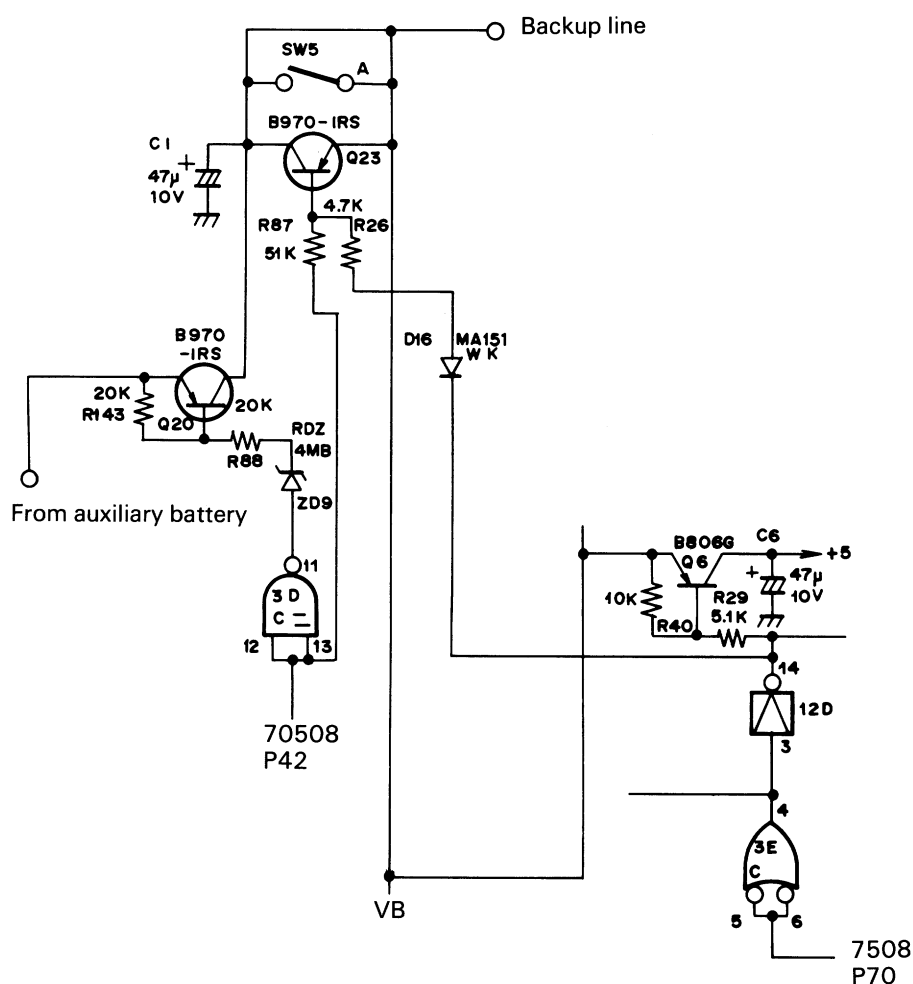 Backup line
SW5
A
B970-1RS
C1
+
47μ
10V
Q23
4.7K
R87
R26
51K
D16
MA151
WK
B970
-1RS
20K
R143
Q20
20K
R88
RDZ
4MB
ZD9
From auxiliary battery
11
3D
C
12
13
70508
P42
B806G
Q6
C6
+5
+
47μ
10V
10K
R29
5.1K
R40
14
12D
3
4
3E
C
5
6
VB
7508
P70